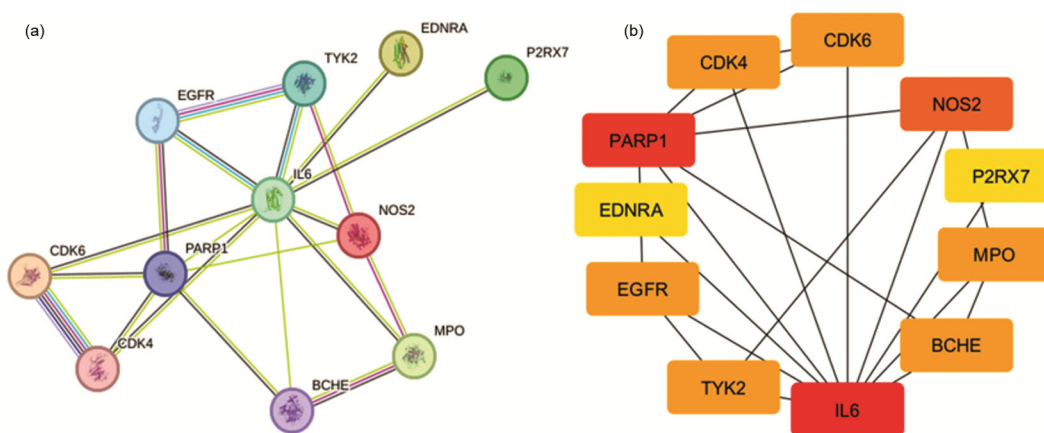 (a)
EDNRA
P2RX7
TYK2
EGFR
IL6
NOS2
CDK6
PARP1
CDK4
MPO
BCHE
(b)
CDK6
CDK4
NOS2
PARP1
P2RX7
EDNRA
MPO
EGFR
BCHE
TYK2
IL6